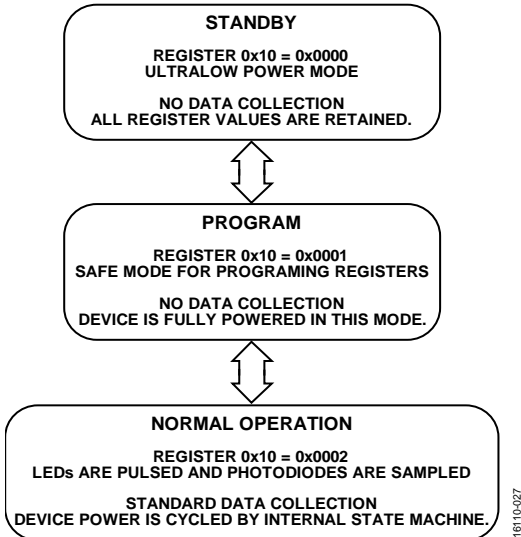 STANDBY
REGISTER 0x10 = 0x0000
ULTRALOW POWER MODE
NO DATA COLLECTION
ALL REGISTER VALUES ARE RETAINED.
PROGRAM
REGISTER 0x10 = 0x0001
SAFE MODE FOR PROGRAMING REGISTERS
NO DATA COLLECTION
DEVICE IS FULLY POWERED IN THIS MODE.
NORMAL OPERATION
REGISTER 0x10 = 0x0002
LEDs ARE PULSED AND PHOTODIODES ARE SAMPLED
STANDARD DATA COLLECTION
DEVICE POWER IS CYCLED BY INTERNAL STATE MACHINE.
16110-027